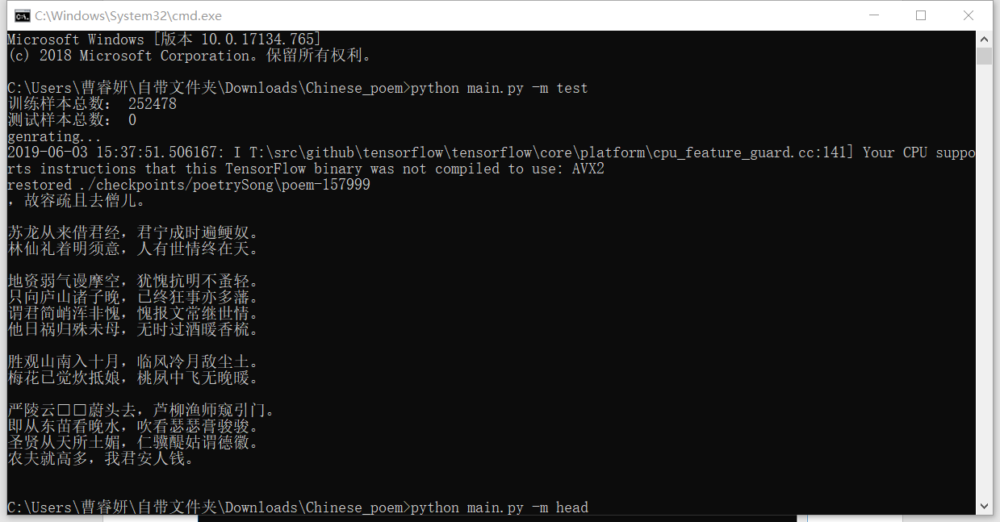 C:\Windows\System32\cmd.exe
Microsoft Windows [版本 10.0.17134.765]
(c) 2018 Microsoft Corporation。保留所有权利。
C:\Users\曹睿妍\自带文件夹\Downloads\Chinese_poem>python main.py -m test
训练样本总数： 252478
测试样本总数： 0
genrating...
2019-06-03 15:37:51.506167: I T:\src\github\tensorflow\tensorflow\core\platform\cpu_feature_guard.cc:141] Your CPU suppo
rts instructions that this TensorFlow binary was not compiled to use: AVX2
restored ./checkpoints/poetrySong\poem-157999
，故容疏且去僧儿。
苏龙从来借君经，君宁成时遍鲠奴。
林仙礼着明须意，人有世情终在天。
地资弱气谩摩空，犹愧抗明不蚤轻。
只向庐山诸子晚，已终狂事亦多藩。
谓君简峭浑非愧，愧报文常继世情。
他日祸归殊未母，无时过酒暖香梳。
胜观山南入十月，临风冷月敌尘土。
梅花已觉炊抵娘，桃夙中飞无晚暖。
严陵云□□蔚头去，芦柳渔师窥引门。
即从东苗看晚水，吹看瑟瑟膏骏骏。
圣贤从天所土媚，仁骥醍姑谓德徽。
农夫就高多，我君安人钱。
C:\Users\曹睿妍\自带文件夹\Downloads\Chinese_poem>python main.py -m head